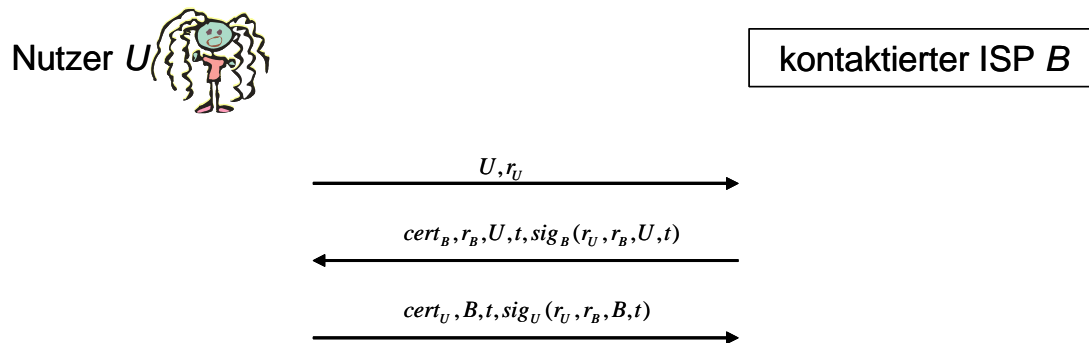 Nutzer U
kontaktierter ISP B
U,r_U
cert_B,r_B,U,t,sig_B(r_U,r_B,U,t)
cert_U,B,t,sig_U(r_U,r_B,B,t)